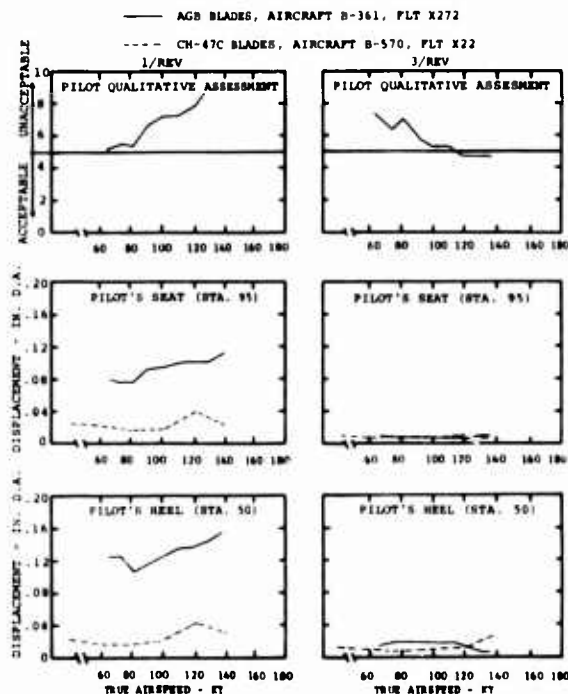 AGB BLADES, AIRCRAFT B-361, FLT X272
CH-47C BLADES, AIRCRAFT B-570, FLT X22
1/REV
3/REV
UNACCEPTABLE
ACCEPTABLE
PILOT QUALITATIVE ASSESSMENT
10
8
6
4
2
0
60 80 100 120 140 160 180
PILOT QUALITATIVE ASSESSMENT
60 80 100 120 140 160 180
DISPLACEMENT - IN. D.A.
PILOT'S SEAT (STA. 95)
.20
.16
.12
.08
.04
0
60 80 100 120 140 160 180
PILOT'S SEAT (STA. 95)
60 80 100 120 140 160 180
DISPLACEMENT - IN. D.A.
PILOT'S HEEL (STA. 50)
.20
.16
.12
.08
.04
0
60 80 100 120 140 160 180
TRUE AIRSPEED - KT
PILOT'S HEEL (STA. 50)
60 80 100 120 140 160 180
TRUE AIRSPEED - KT